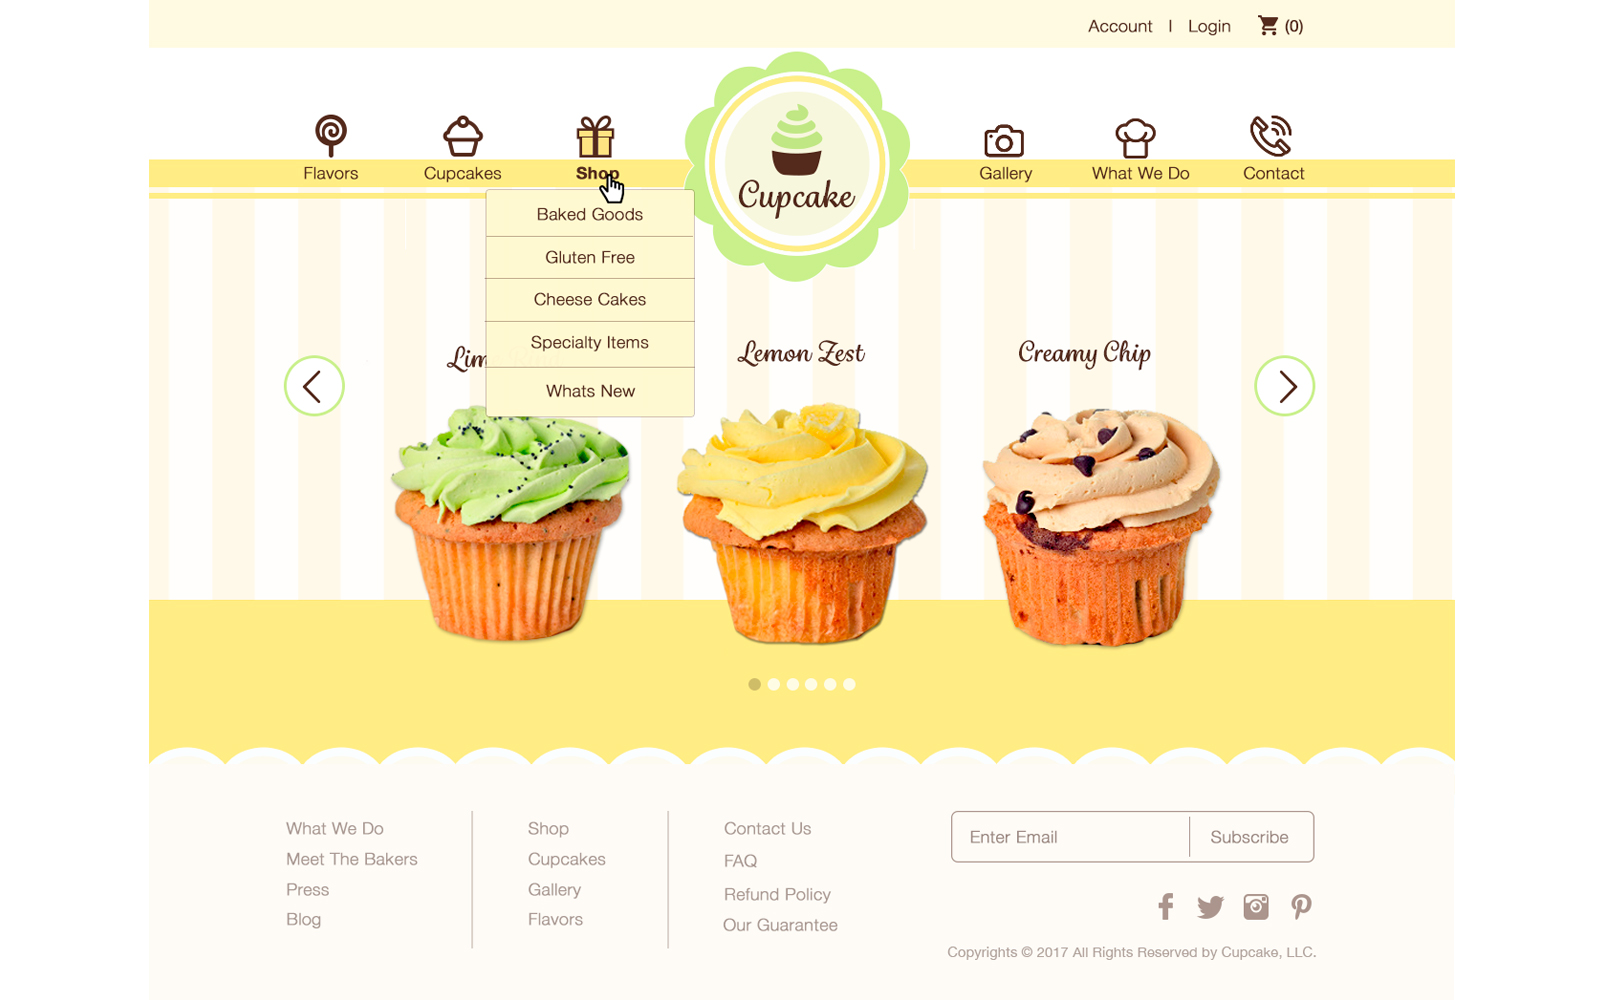 Account | Login (0)
Flavors
Cupcakes
Shop
Cupcake
Gallery
What We Do
Contact
Baked Goods
Gluten Free
Cheese Cakes
Specialty Items
Whats New
Lemon Zest
Creamy Chip
What We Do
Meet The Bakers
Press
Blog
Shop
Cupcakes
Gallery
Flavors
Contact Us
FAQ
Refund Policy
Our Guarantee
Enter Email
Subscribe
Copyrights © 2017 All Rights Reserved by Cupcake, LLC.